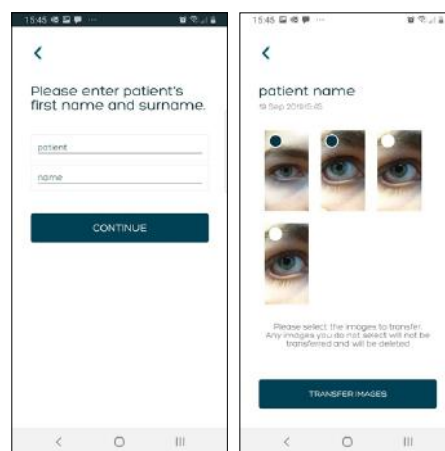 15:45
Please enter patient's
first name and surname.
patient
name
CONTINUE
15:45
patient name
19 Sep 2019 15:45
Please select the images to transfer.
Any images you do not select will not be
transferred and will be deleted
TRANSFER IMAGES